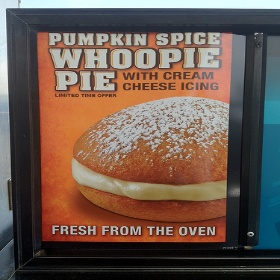 PUMPKIN SPICE
WHOOPIE
PIE WITH CREAM
CHEESE ICING
LIMITED TIME OFFER
FRESH FROM THE OVEN